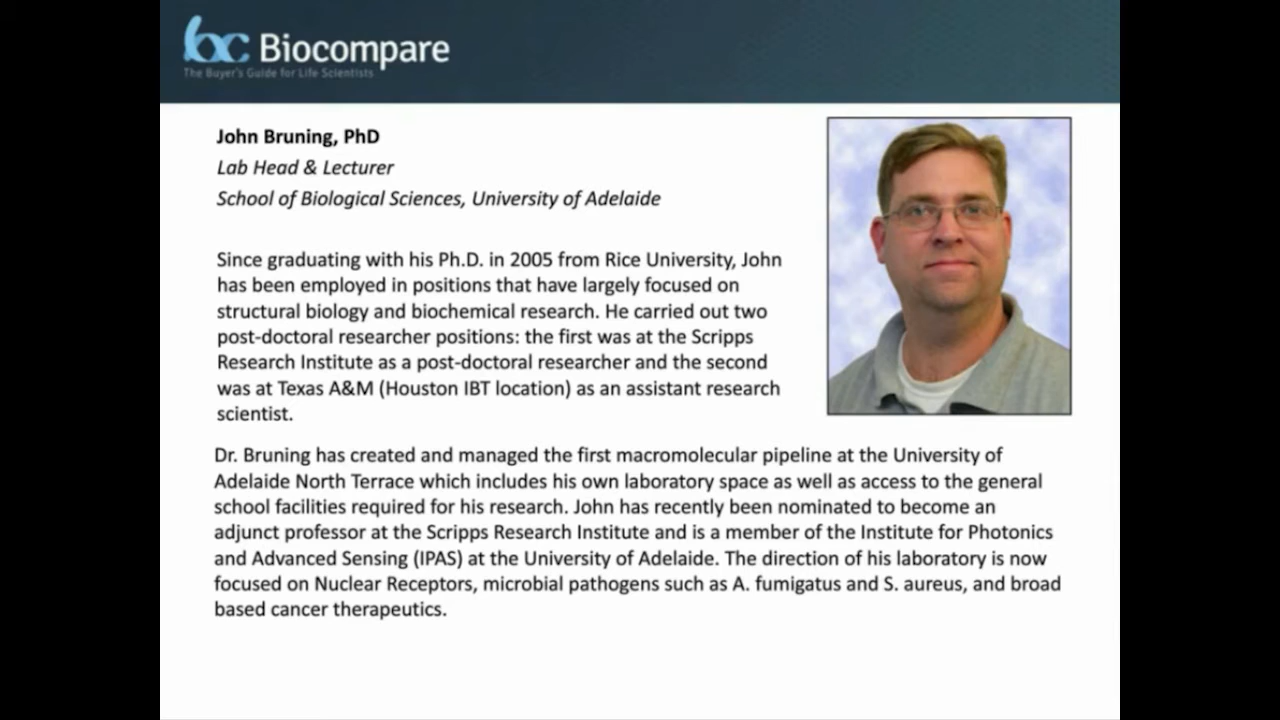 bc Biocompare
The Buyer's Guide for Life Scientists
John Bruning, PhD
Lab Head & Lecturer
School of Biological Sciences, University of Adelaide
Since graduating with his Ph.D. in 2005 from Rice University, John
has been employed in positions that have largely focused on
structural biology and biochemical research. He carried out two
post-doctoral researcher positions: the first was at the Scripps
Research Institute as a post-doctoral researcher and the second
was at Texas A&M (Houston IBT location) as an assistant research
scientist.
Dr. Bruning has created and managed the first macromolecular pipeline at the University of
Adelaide North Terrace which includes his own laboratory space as well as access to the general
school facilities required for his research. John has recently been nominated to become an
adjunct professor at the Scripps Research Institute and is a member of the Institute for Photonics
and Advanced Sensing (IPAS) at the University of Adelaide. The direction of his laboratory is now
focused on Nuclear Receptors, microbial pathogens such as A. fumigatus and S. aureus, and broad
based cancer therapeutics.